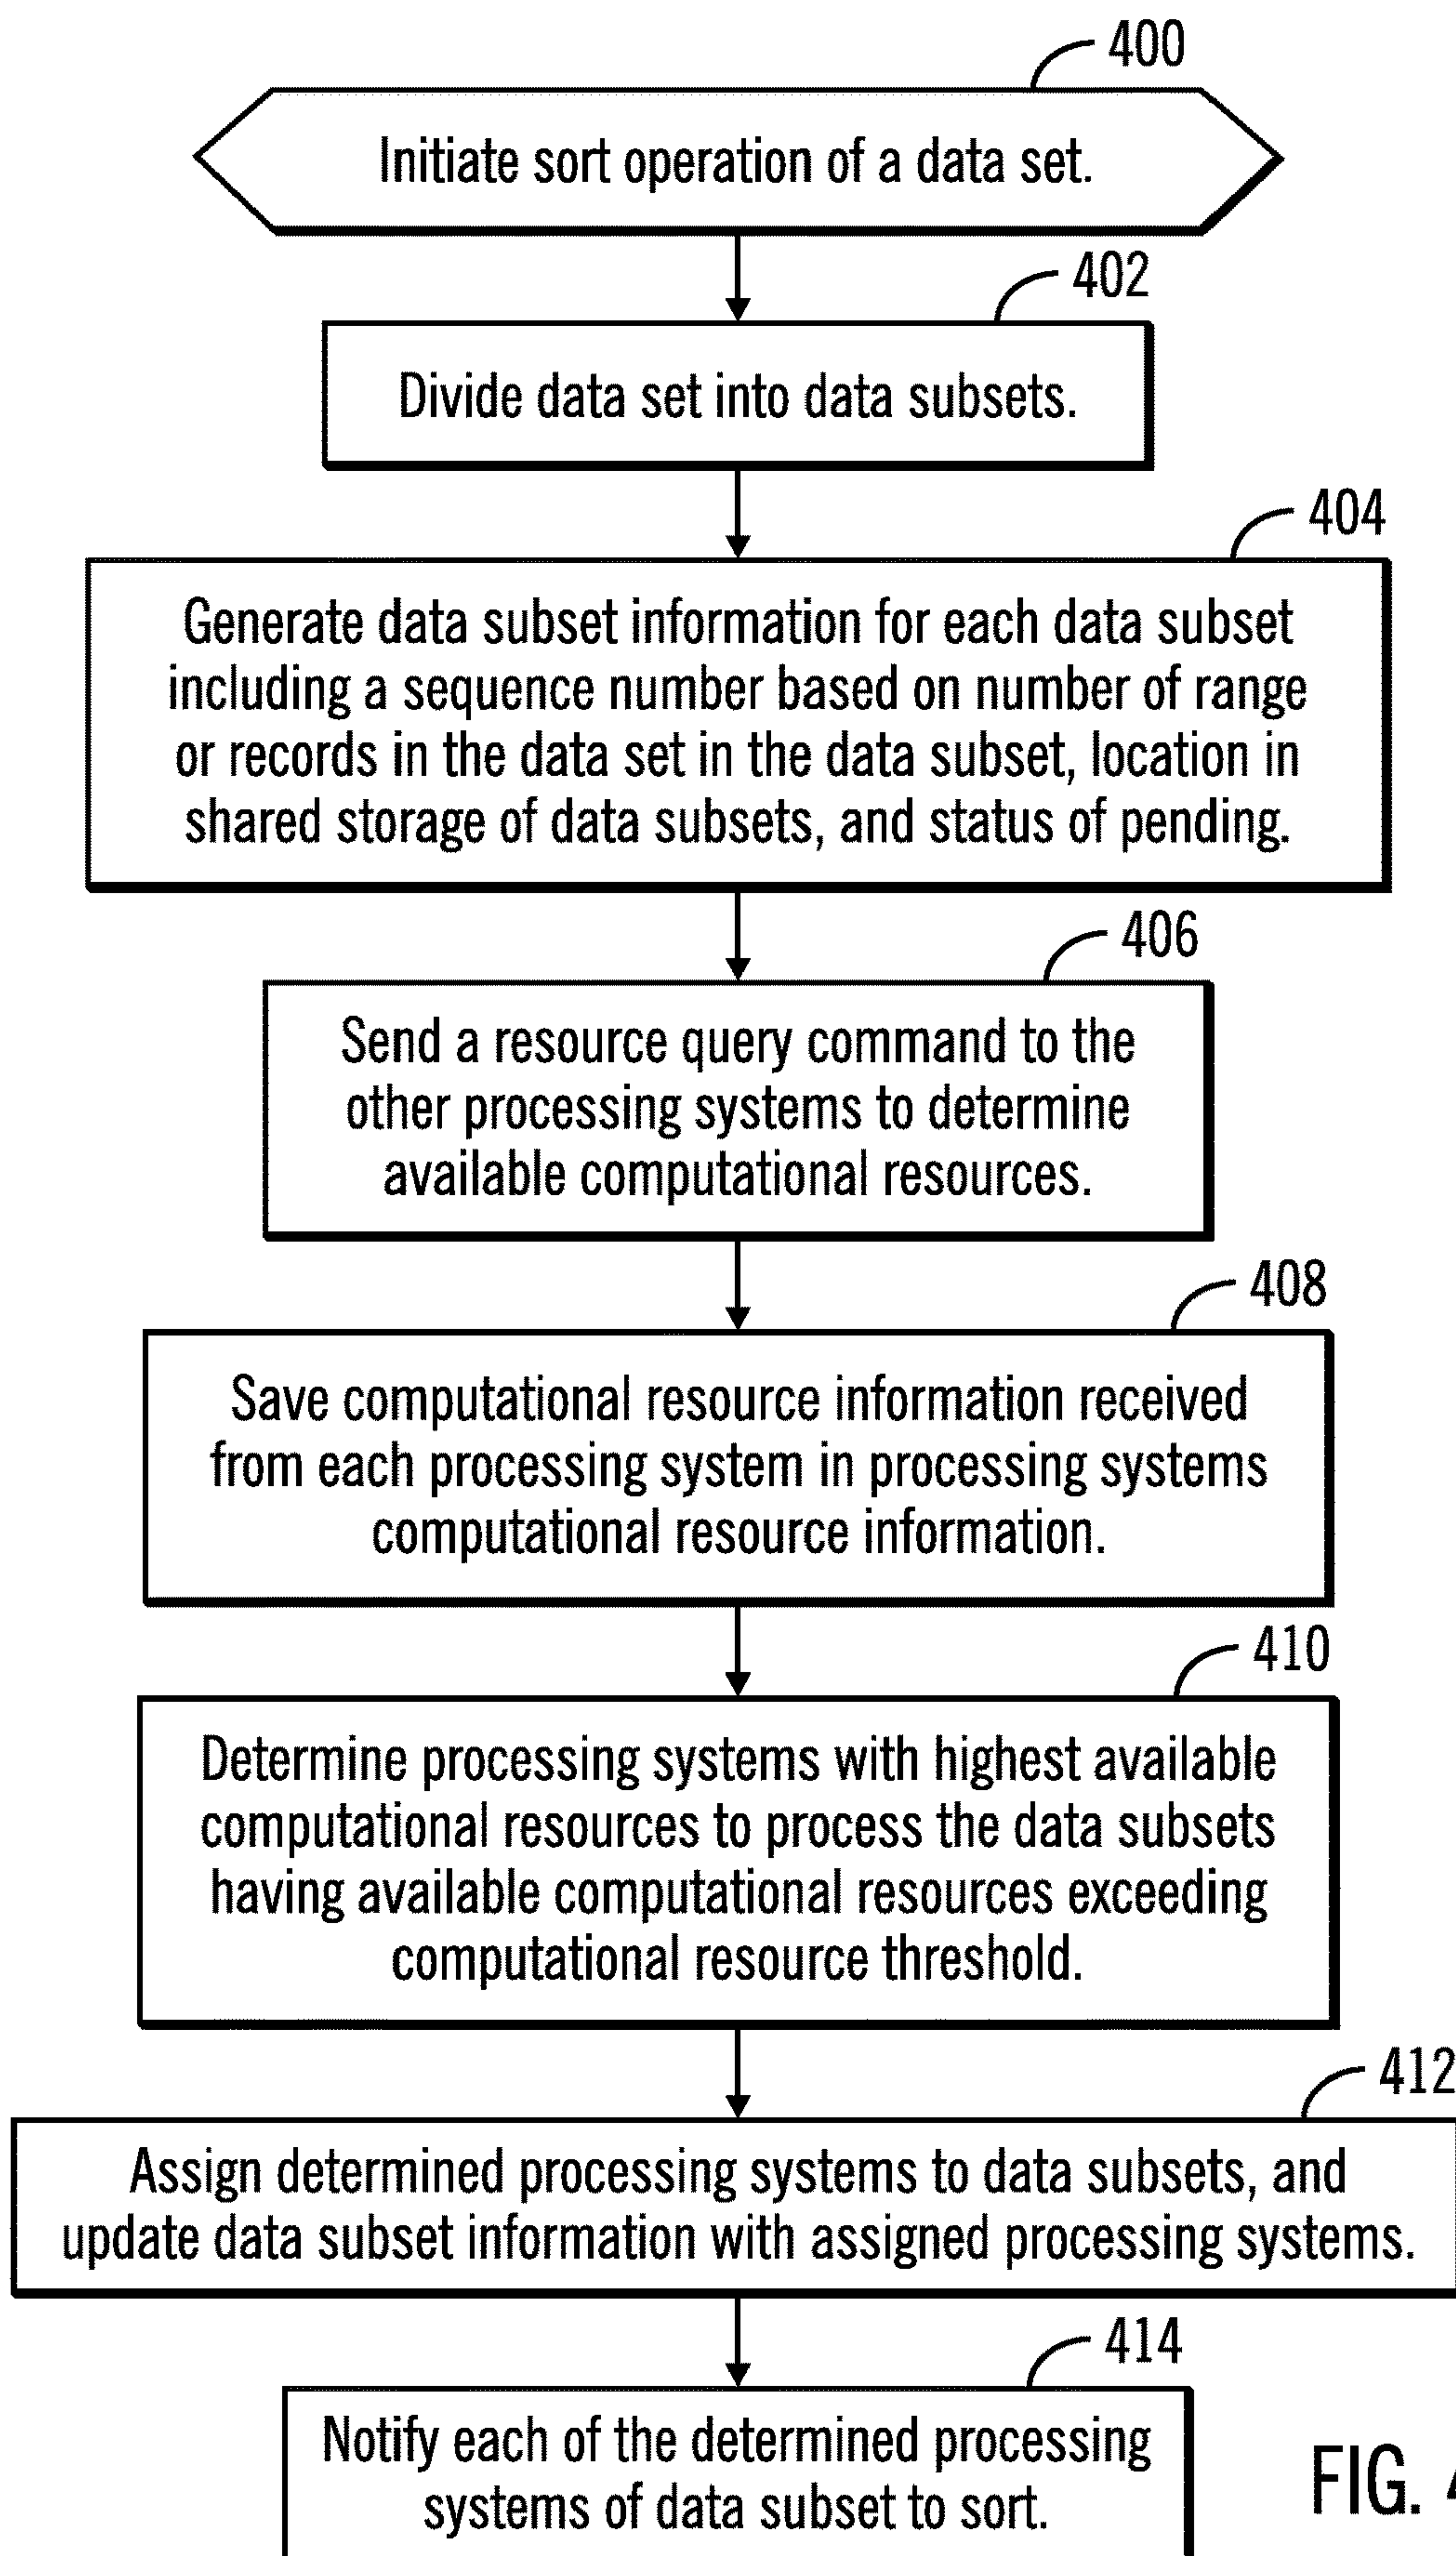 400
Initiate sort operation of a data set.
402
Divide data set into data subsets.
404
Generate data subset information for each data subset
including a sequence number based on number of range
or records in the data set in the data subset, location in
shared storage of data subsets, and status of pending.
406
Send a resource query command to the
other processing systems to determine
available computational resources.
408
Save computational resource information received
from each processing system in processing systems
computational resource information.
410
Determine processing systems with highest available
computational resources to process the data subsets
having available computational resources exceeding
computational resource threshold.
412
Assign determined processing systems to data subsets, and
update data subset information with assigned processing systems.
414
Notify each of the determined processing
systems of data subset to sort.
FIG. 4